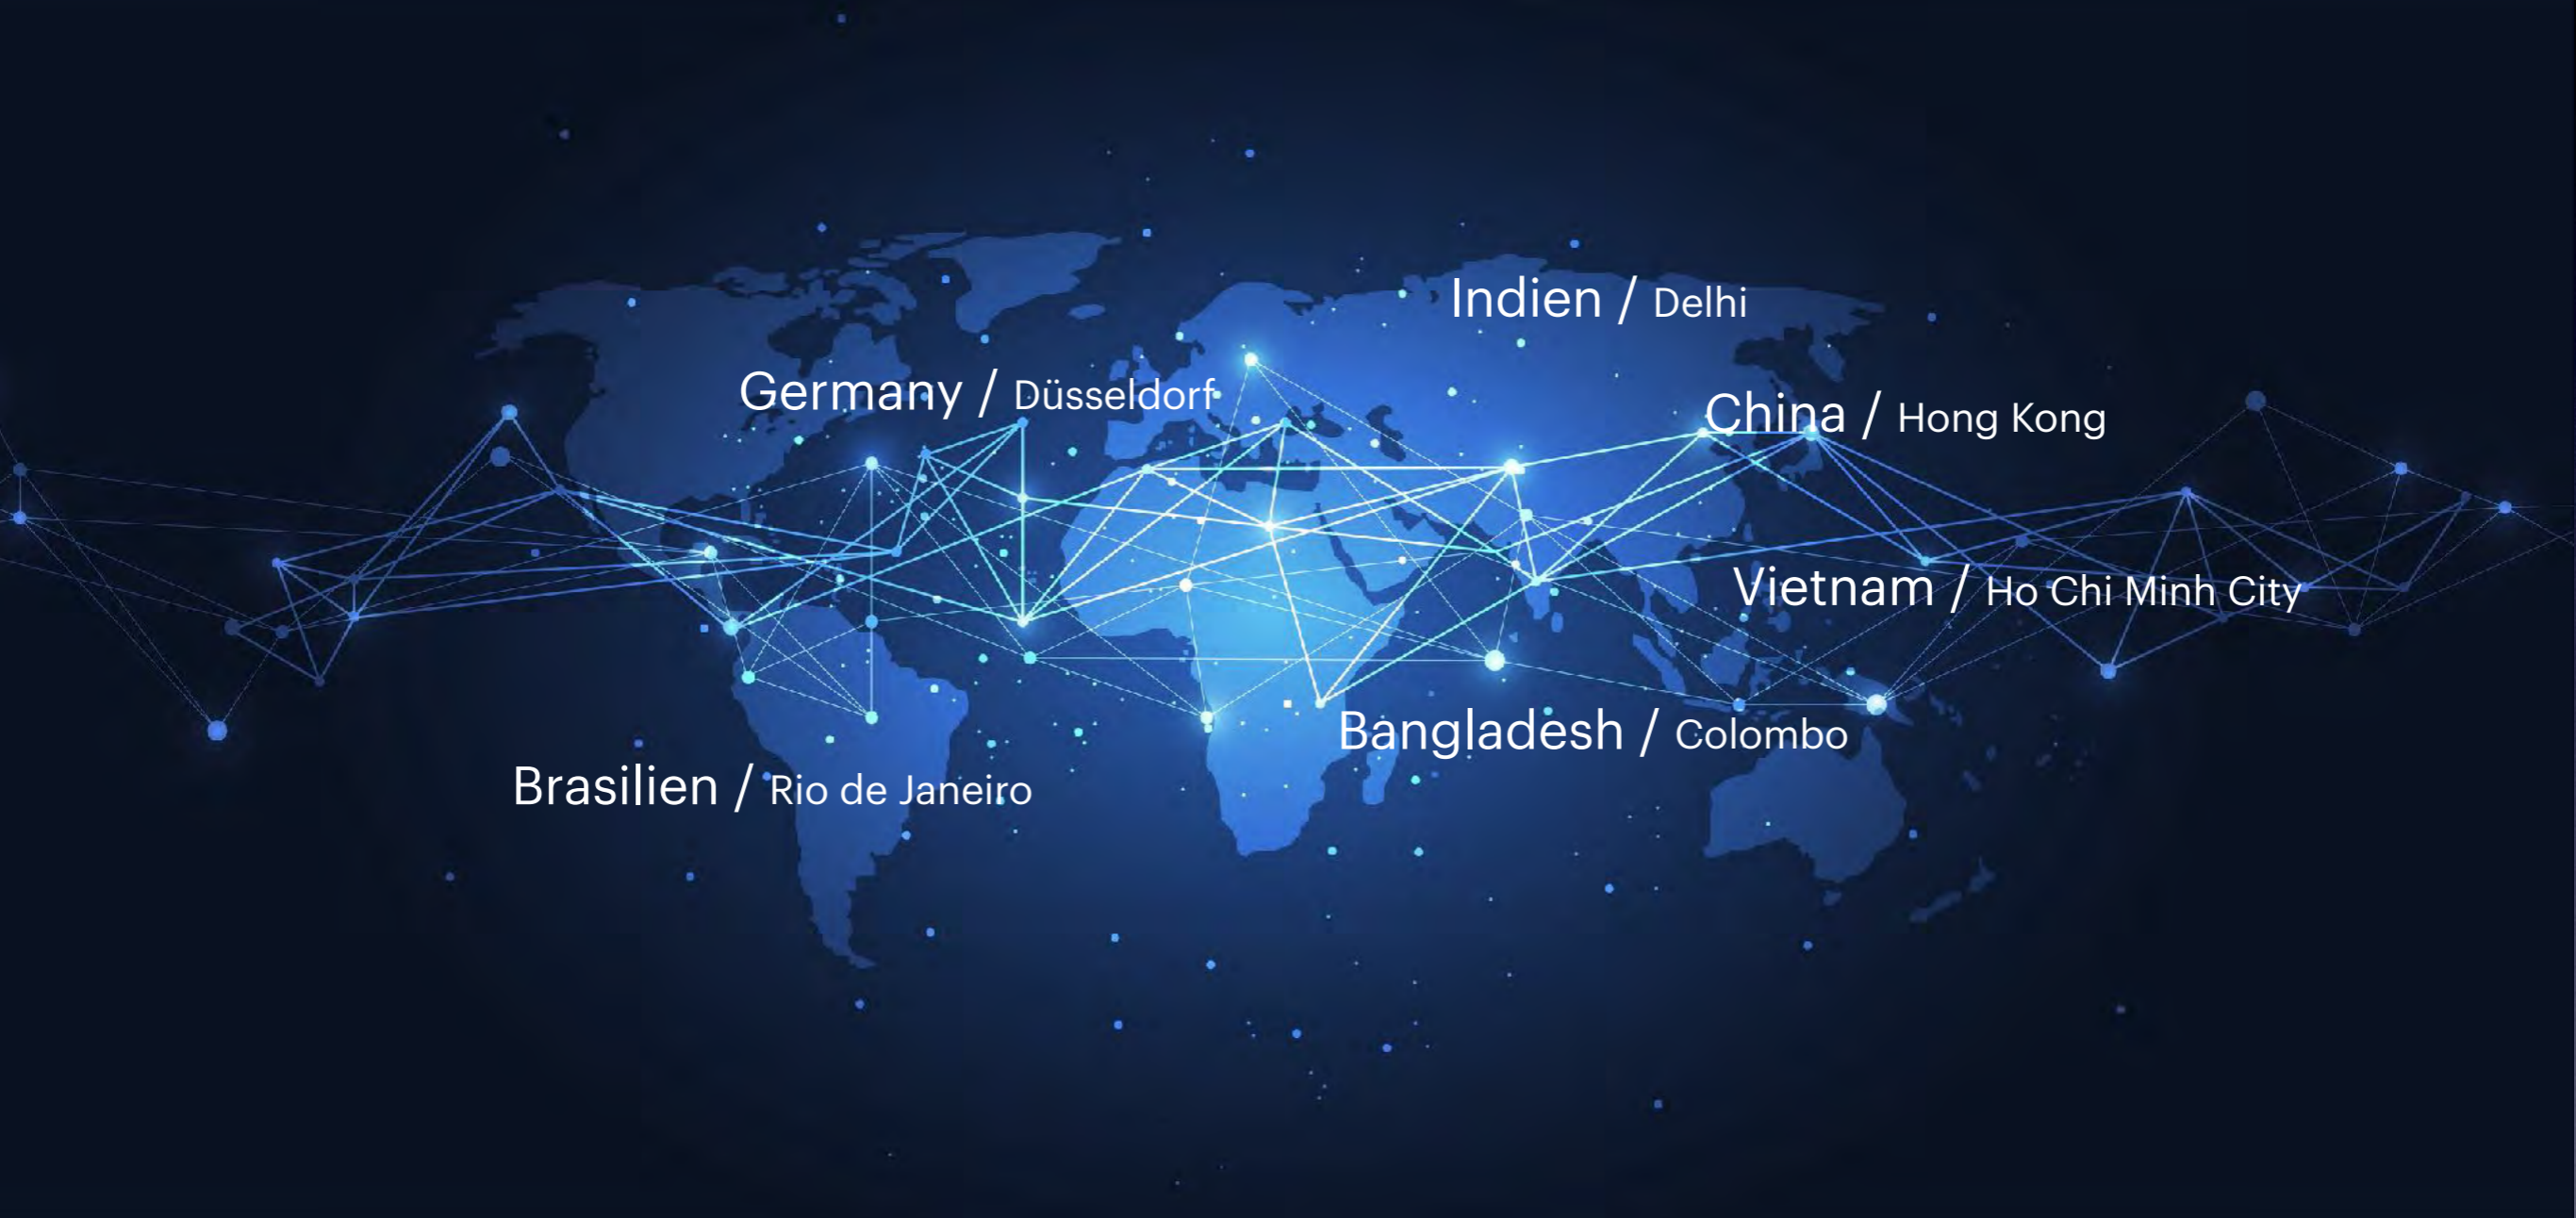 Indien / Delhi
Germany / Düsseldorf
China / Hong Kong
Vietnam / Ho Chi Minh City
Bangladesh / Colombo
Brasilien / Rio de Janeiro